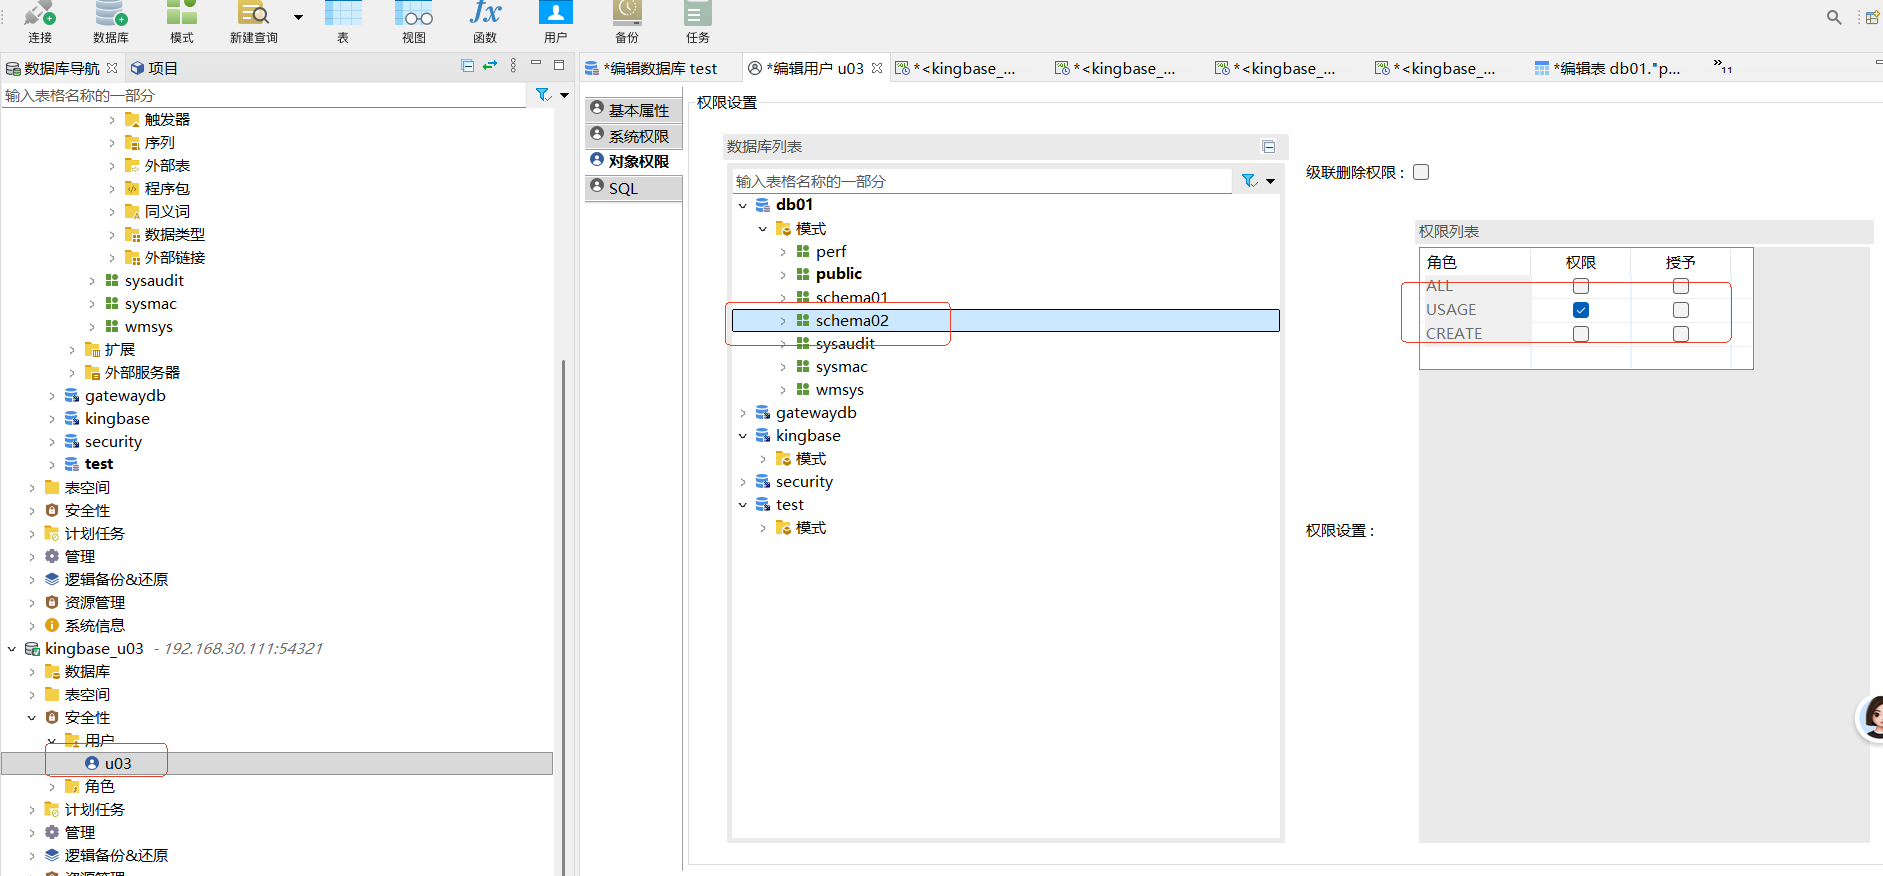 连接 数据库 模式 新建查询 表 视图 函数 用户 备份 任务
数据库导航 项目
输入表格名称的一部分
触发器
序列
外部表
程序包
同义词
数据类型
外部链接
sysaudit
sysmac
wmsys
扩展
外部服务器
gatewaydb
kingbase
security
test
表空间
安全性
计划任务
管理
逻辑备份&还原
资源管理
系统信息
kingbase_u03 - 192.168.30.111:54321
数据库
表空间
安全性
用户
u03
角色
计划任务
管理
逻辑备份&还原
资源管理
*编辑数据库 test *编辑用户 u03 *<kingbase_... *<kingbase_... *<kingbase_... *<kingbase_... *编辑表 db01."p... »11
基本属性
系统权限
对象权限
SQL
权限设置
数据库列表
输入表格名称的一部分
db01
模式
perf
public
schema01
schema02
sysaudit
sysmac
wmsys
gatewaydb
kingbase
模式
security
test
模式
级联删除权限：
权限设置：
权限列表
角色 权限 授予
ALL
USAGE
CREATE